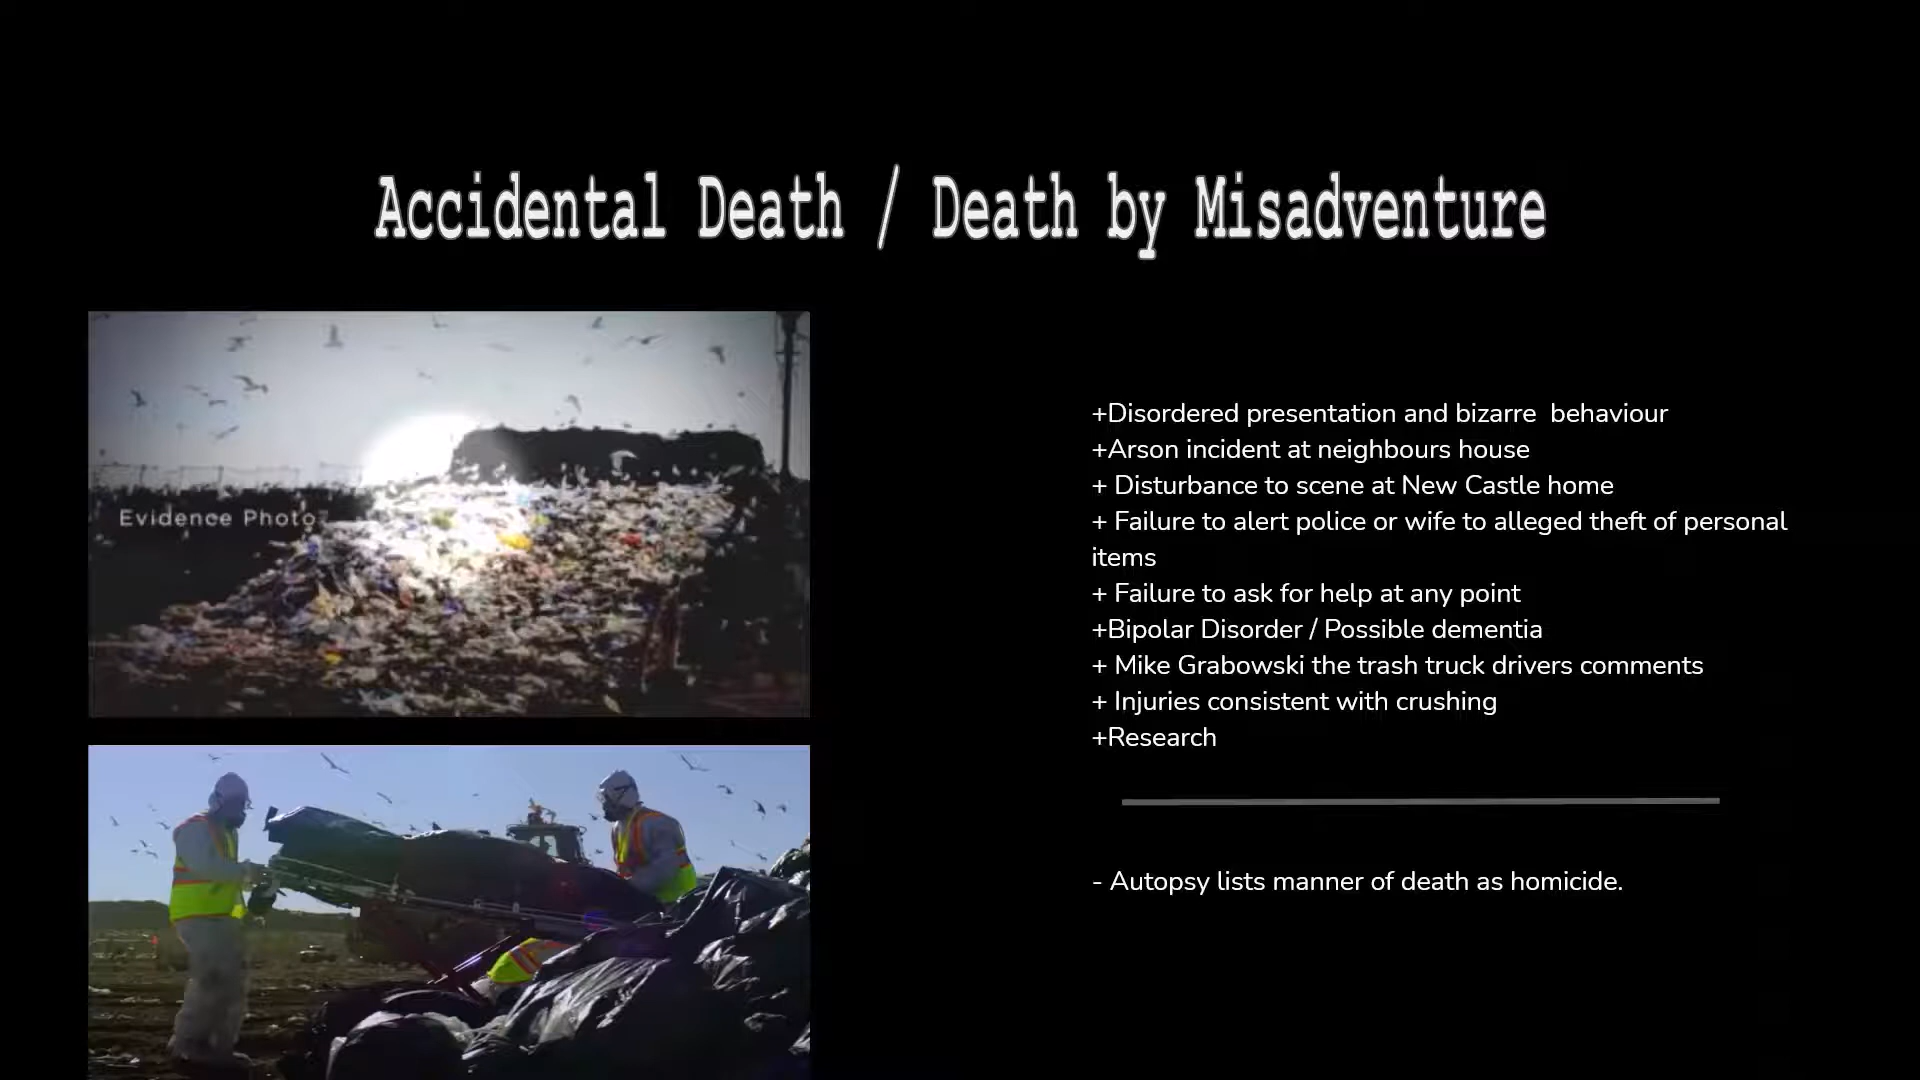 Accidental Death / Death by Misadventure
Evidence Photo
+Disordered presentation and bizarre  behaviour
+Arson incident at neighbours house
+ Disturbance to scene at New Castle home
+ Failure to alert police or wife to alleged theft of personal
items
+ Failure to ask for help at any point
+Bipolar Disorder / Possible dementia
+ Mike Grabowski the trash truck drivers comments
+ Injuries consistent with crushing
+Research
- Autopsy lists manner of death as homicide.